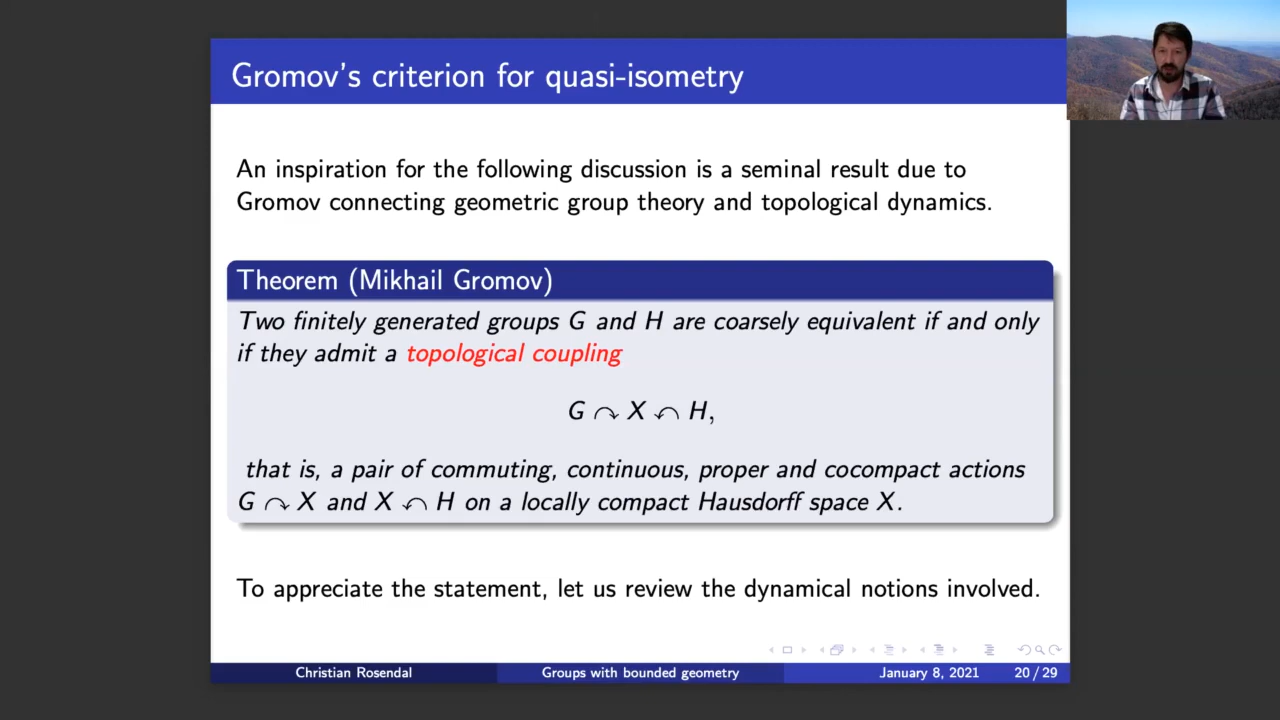 Gromov's criterion for quasi-isometry
An inspiration for the following discussion is a seminal result due to
Gromov connecting geometric group theory and topological dynamics.
Theorem (Mikhail Gromov)
Two finitely generated groups G and H are coarsely equivalent if and only
if they admit a topological coupling
G ↷ X ↶ H,
that is, a pair of commuting, continuous, proper and cocompact actions
G ↷ X and X ↶ H on a locally compact Hausdorff space X.
To appreciate the statement, let us review the dynamical notions involved.
Christian Rosendal Groups with bounded geometry January 8, 2021 20 / 29